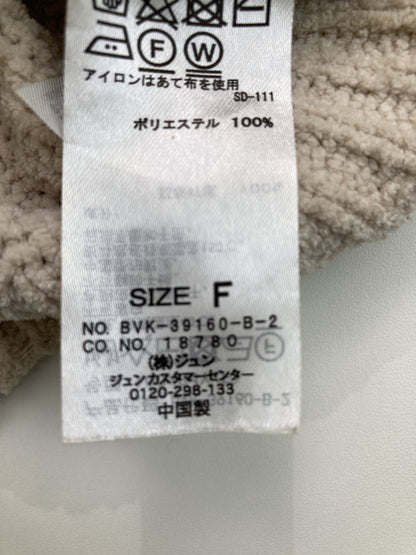 F W
アイロンはあて布を使用
SD-111
ポリエステル 100%
SIZE F
NO. BVK-39160-B-2
CO. NO. 18780
(株)ジュン
ジュンカスタマーセンター
0120-298-133
中国製